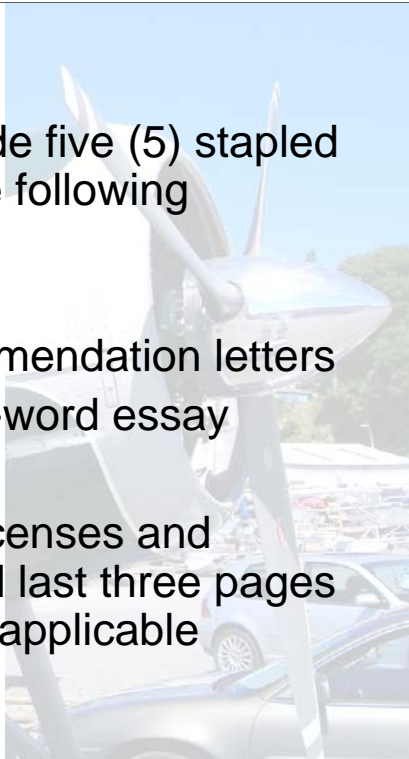 de five (5) stapled
following
mendation letters
-word essay
censes and
last three pages
applicable